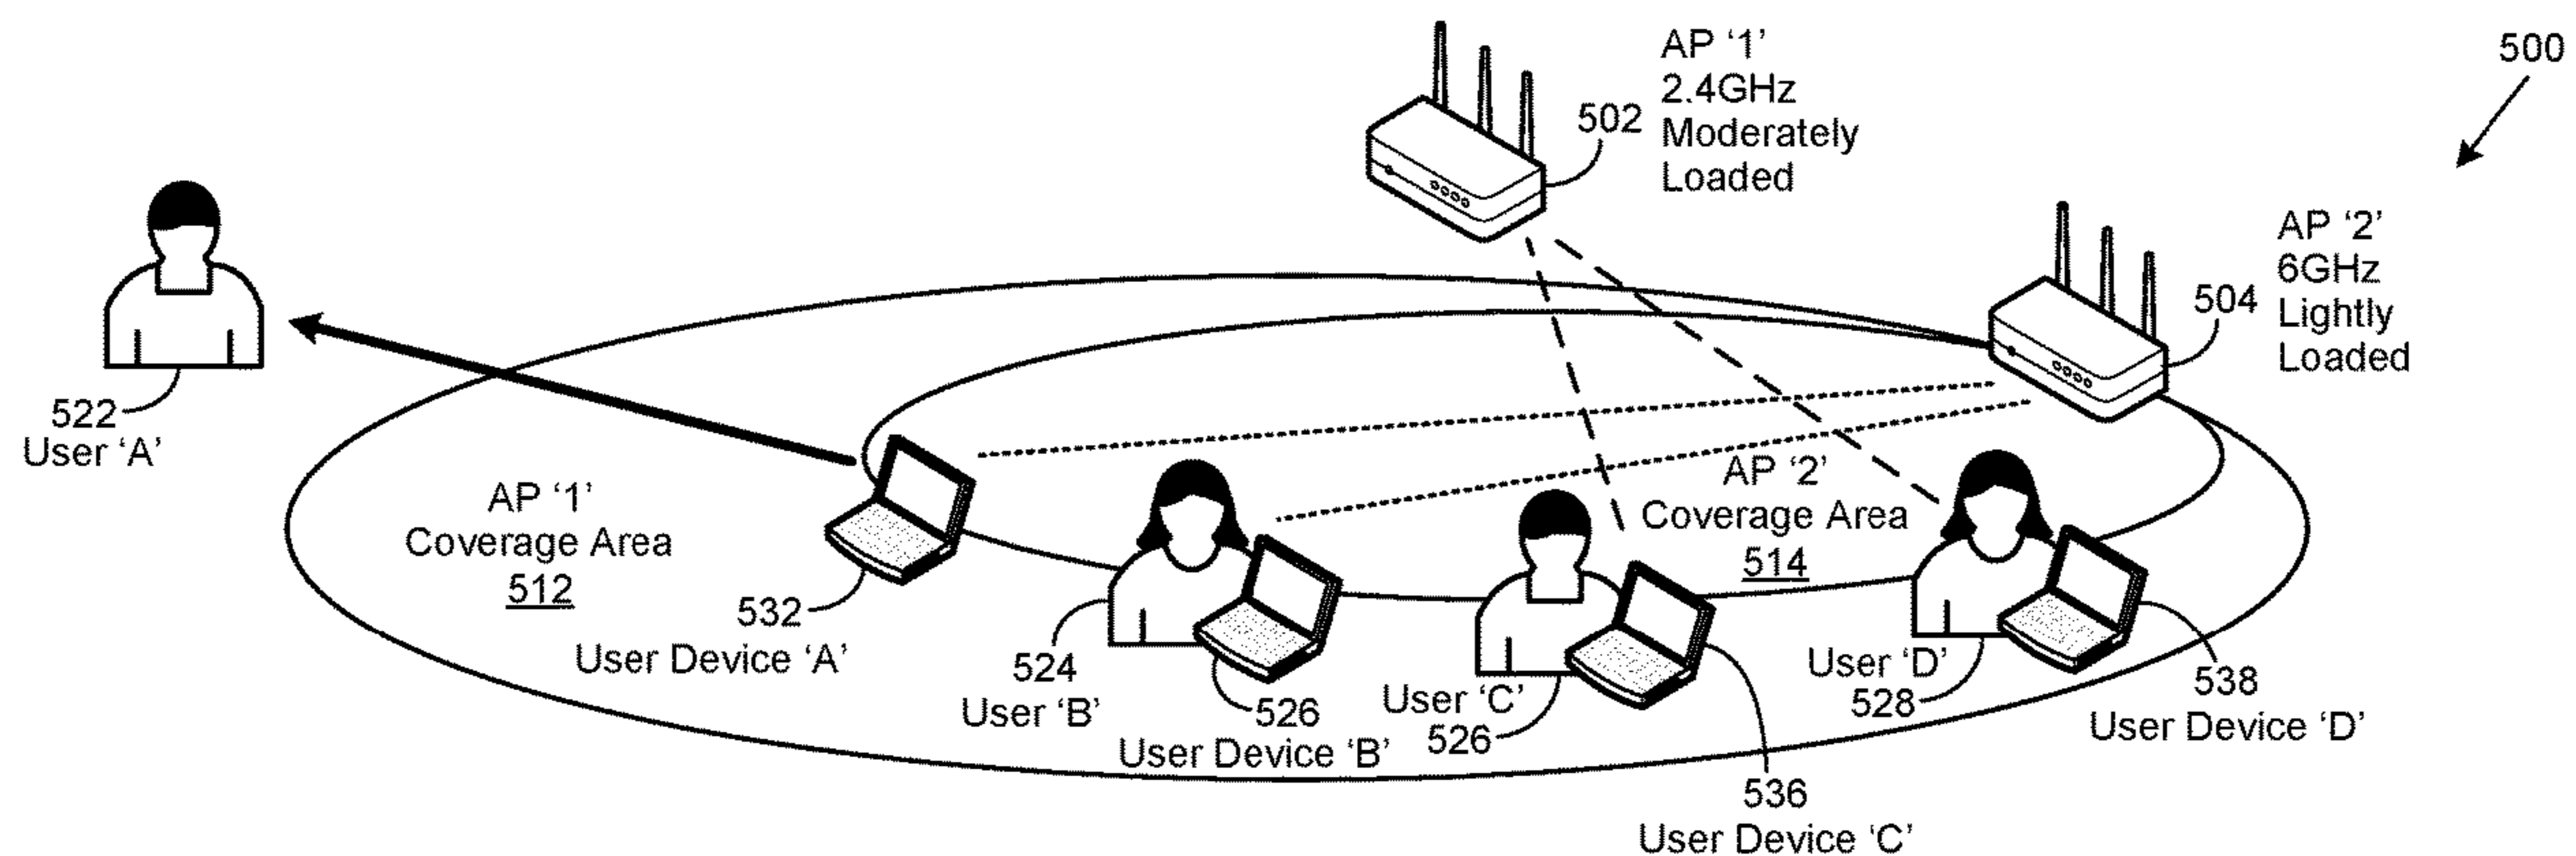 500
AP ‘1’
2.4GHz
Moderately
Loaded
502
AP ‘2’
6GHz
Lightly
Loaded
504
522
User ‘A’
AP ‘1’
Coverage Area
512
AP ‘2’
Coverage Area
514
532
User Device ‘A’
524
User ‘B’
526
User Device ‘B’
User ‘C’
526
536
User Device ‘C’
User ‘D’
528
538
User Device ‘D’